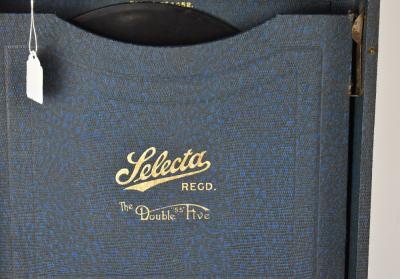 Selecta
REGD.
The Double "55" Five